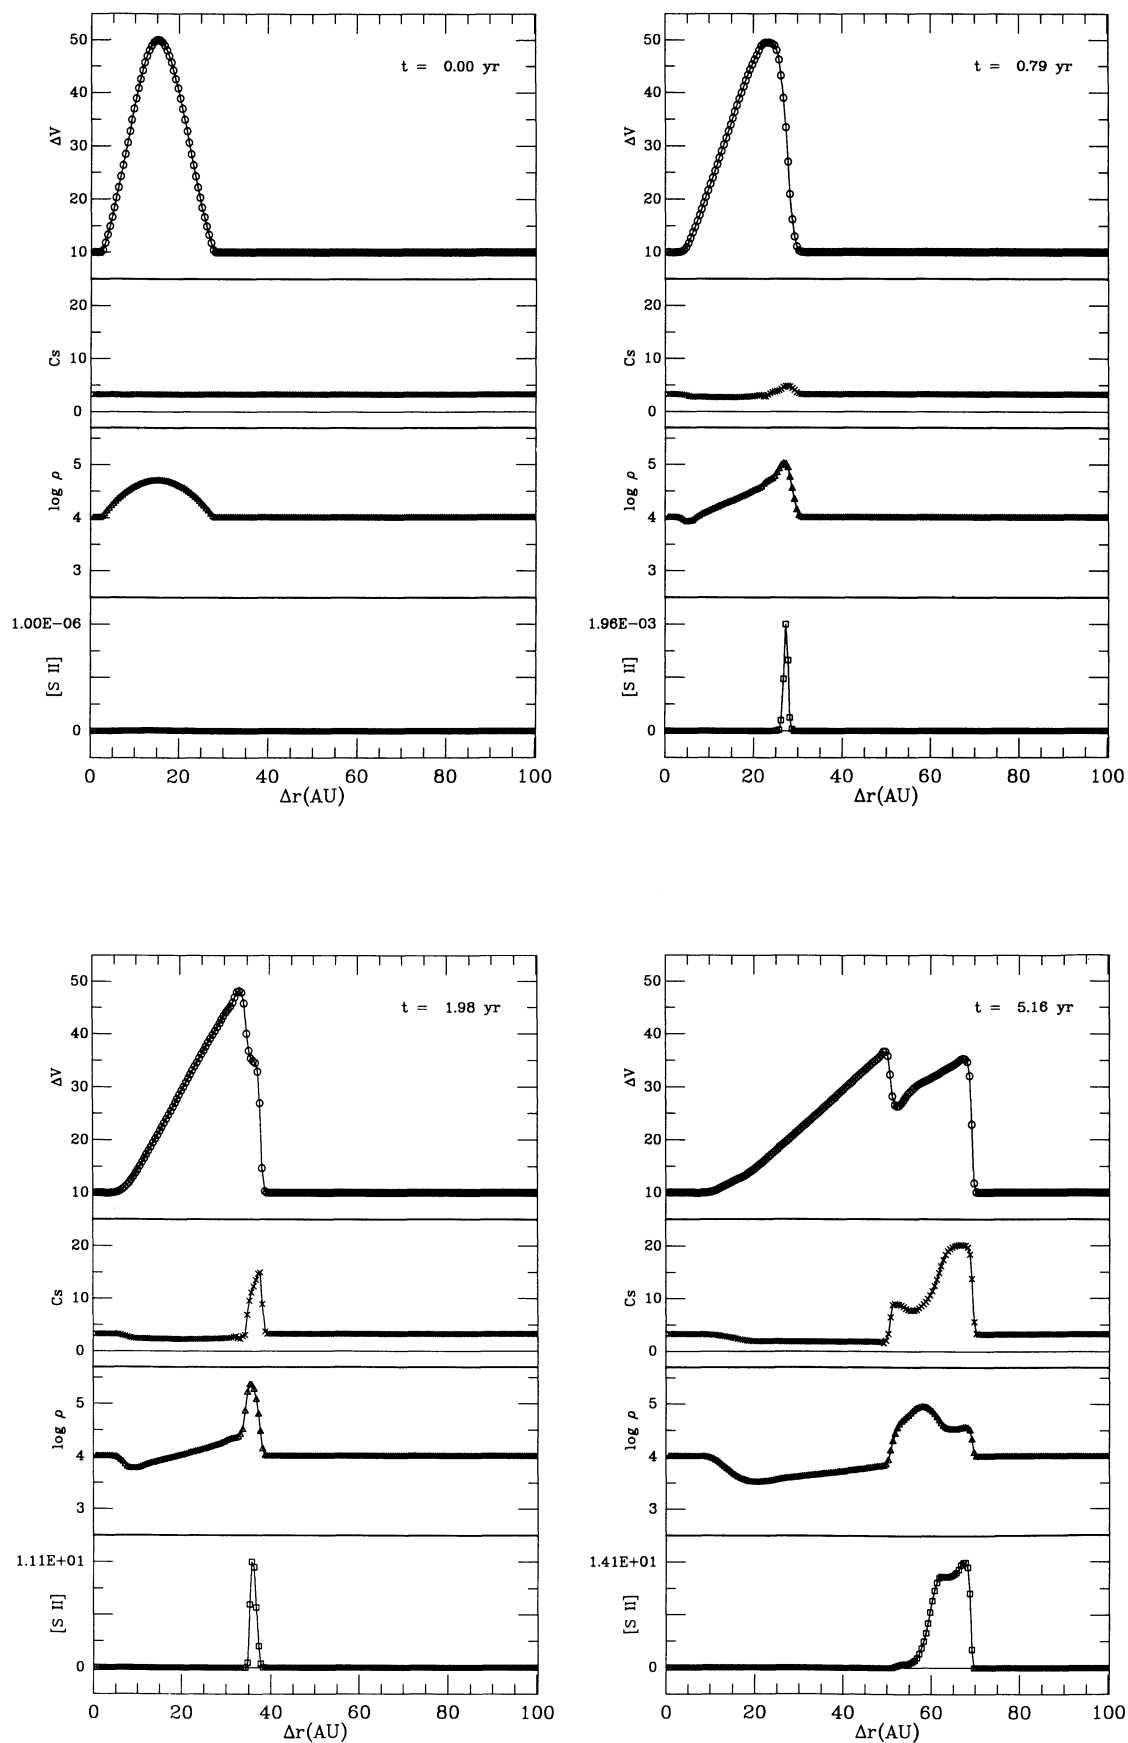 t = 0.00 yr
50
40
ΔV
30
20
10
20
Cs
10
0
5
log ρ
4
3
1.00E−06
[S II]
0
0 20 40 60 80 100
Δr(AU)
t = 0.79 yr
50
40
ΔV
30
20
10
20
Cs
10
0
5
log ρ
4
3
1.96E−03
[S II]
0
0 20 40 60 80 100
Δr(AU)
t = 1.98 yr
50
40
ΔV
30
20
10
20
Cs
10
0
5
log ρ
4
3
1.11E+01
[S II]
0
0 20 40 60 80 100
Δr(AU)
t = 5.16 yr
50
40
ΔV
30
20
10
20
Cs
10
0
5
log ρ
4
3
1.41E+01
[S II]
0
0 20 40 60 80 100
Δr(AU)